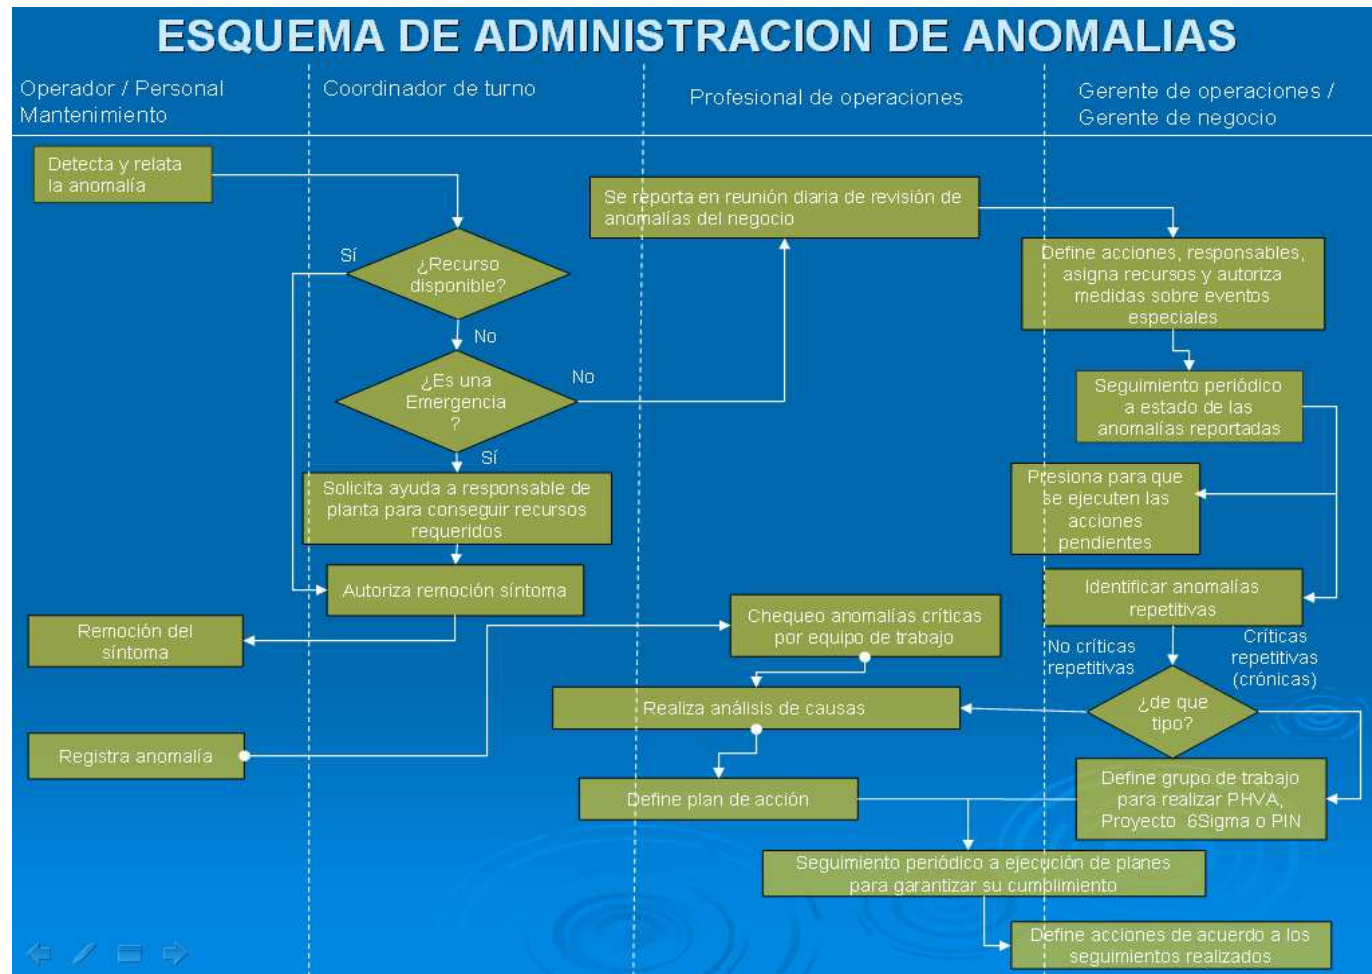 ESQUEMA DE ADMINISTRACION DE ANOMALIAS
Operador / Personal
Mantenimiento
Coordinador de turno
Profesional de operaciones
Gerente de operaciones /
Gerente de negocio
Detecta y relata
la anomalía
Se reporta en reunión diaria de revisión de
anomalías del negocio
Sí
¿Recurso
disponible?
Define acciones, responsables,
asigna recursos y autoriza
medidas sobre eventos
especiales
No
¿Es una
Emergencia
?
No
Seguimiento periódico
a estado de las
anomalías reportadas
Sí
Solicita ayuda a responsable de
planta para conseguir recursos
requeridos
Presiona para que
se ejecuten las
acciones
pendientes
Autoriza remoción síntoma
Identificar anomalías
repetitivas
Remoción del
síntoma
Chequeo anomalías críticas
por equipo de trabajo
No críticas
repetitivas
Críticas
repetitivas
(crónicas)
Realiza análisis de causas
¿de que
tipo?
Registra anomalía
Define plan de acción
Define grupo de trabajo
para realizar PHVA,
Proyecto 6Sigma o PIN
Seguimiento periódico a ejecución de planes
para garantizar su cumplimiento
Define acciones de acuerdo a los
seguimientos realizados